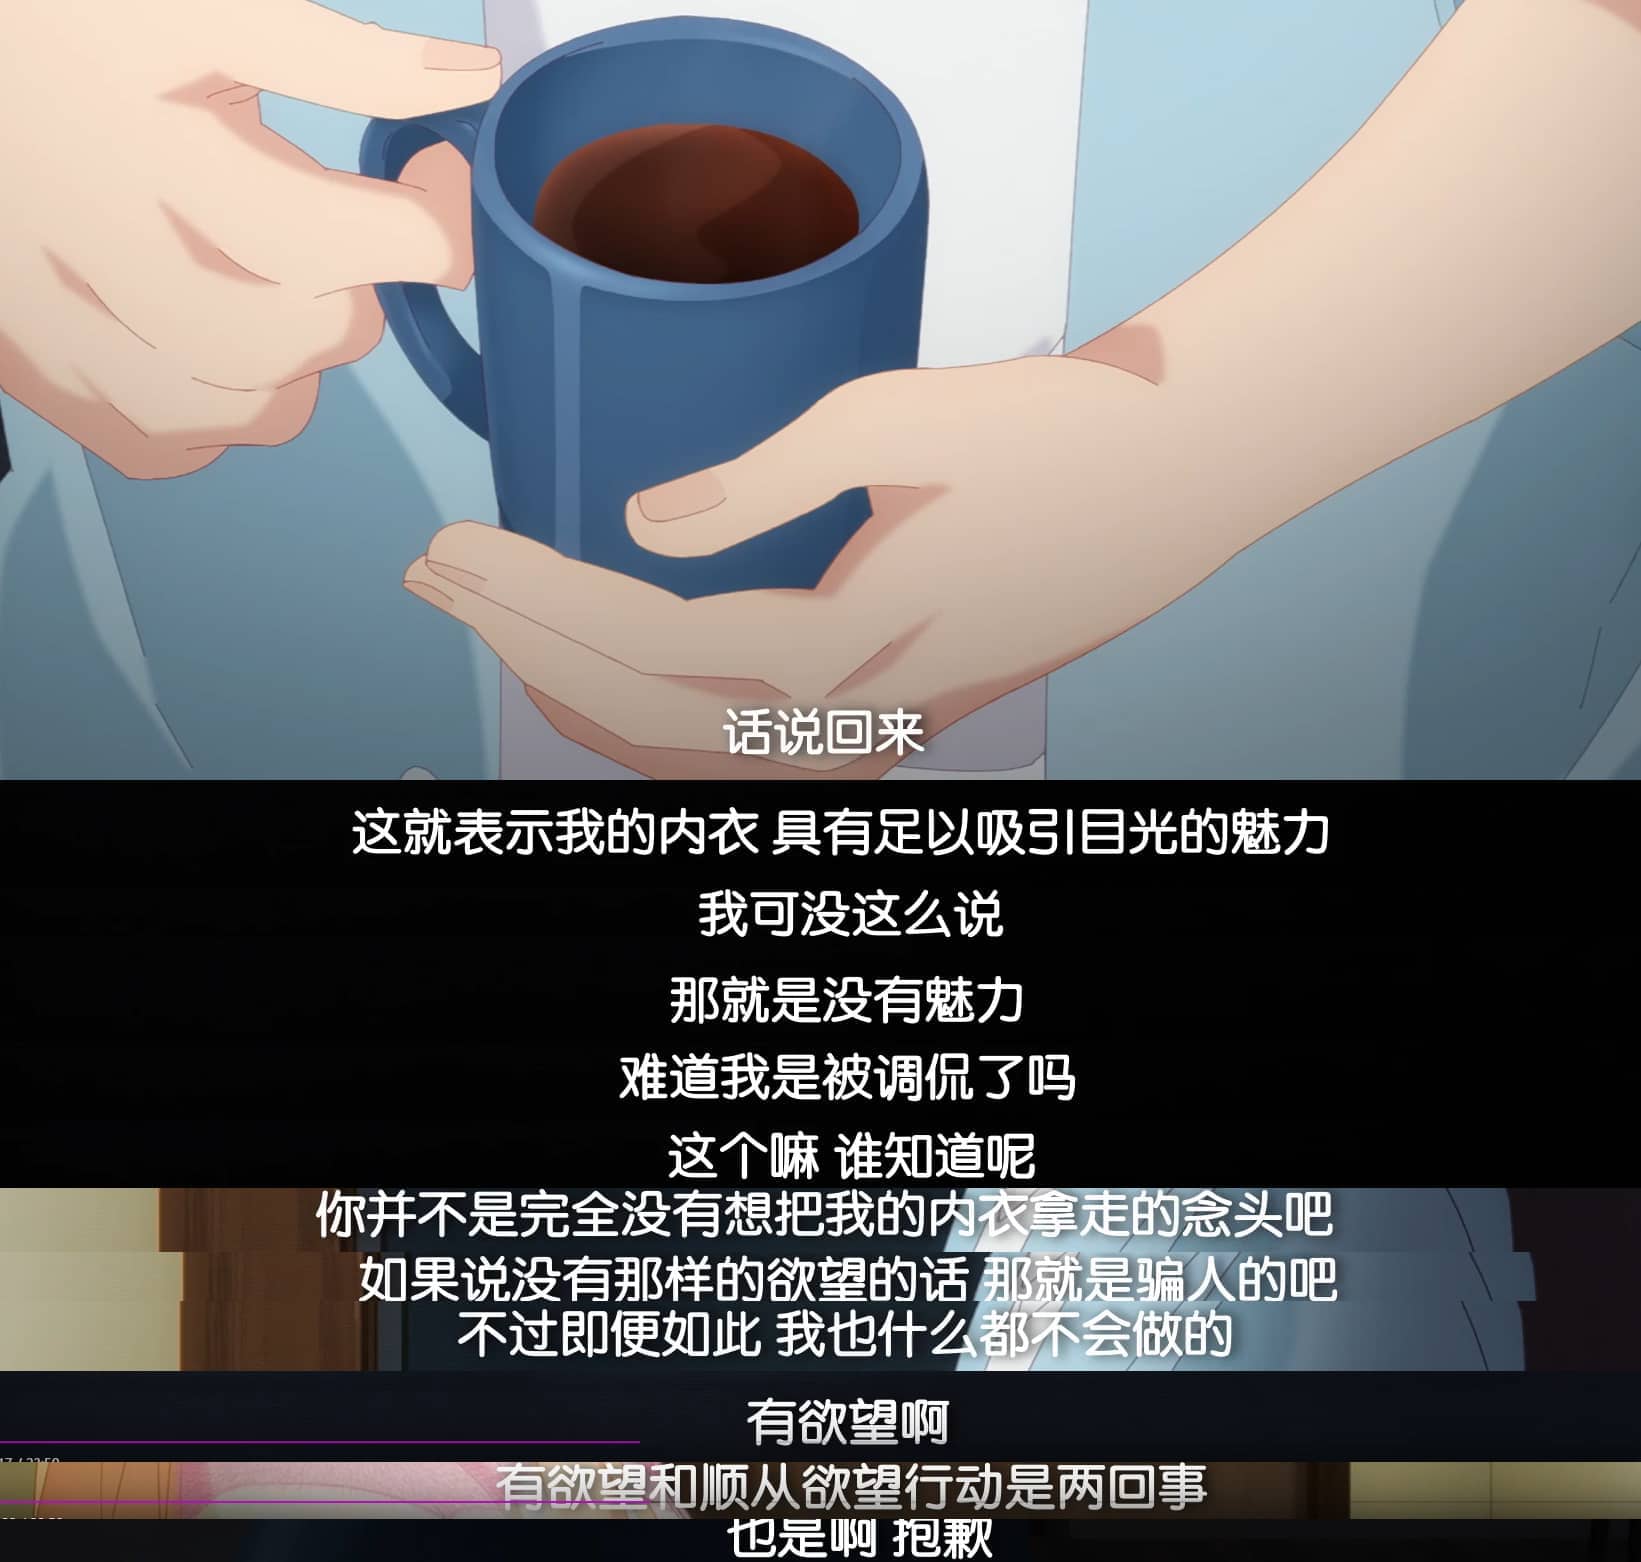 话说回来
这就表示我的内衣 具有足以吸引目光的魅力
我可没这么说
那就是没有魅力
难道我是被调侃了吗
这个嘛 谁知道呢
你并不是完全没有想把我的内衣拿走的念头吧
如果说没有那样的欲望的话 那就是骗人的吧
不过即便如此 我也什么都不会做的
有欲望啊
有欲望和顺从欲望行动是两回事
也是啊 抱歉